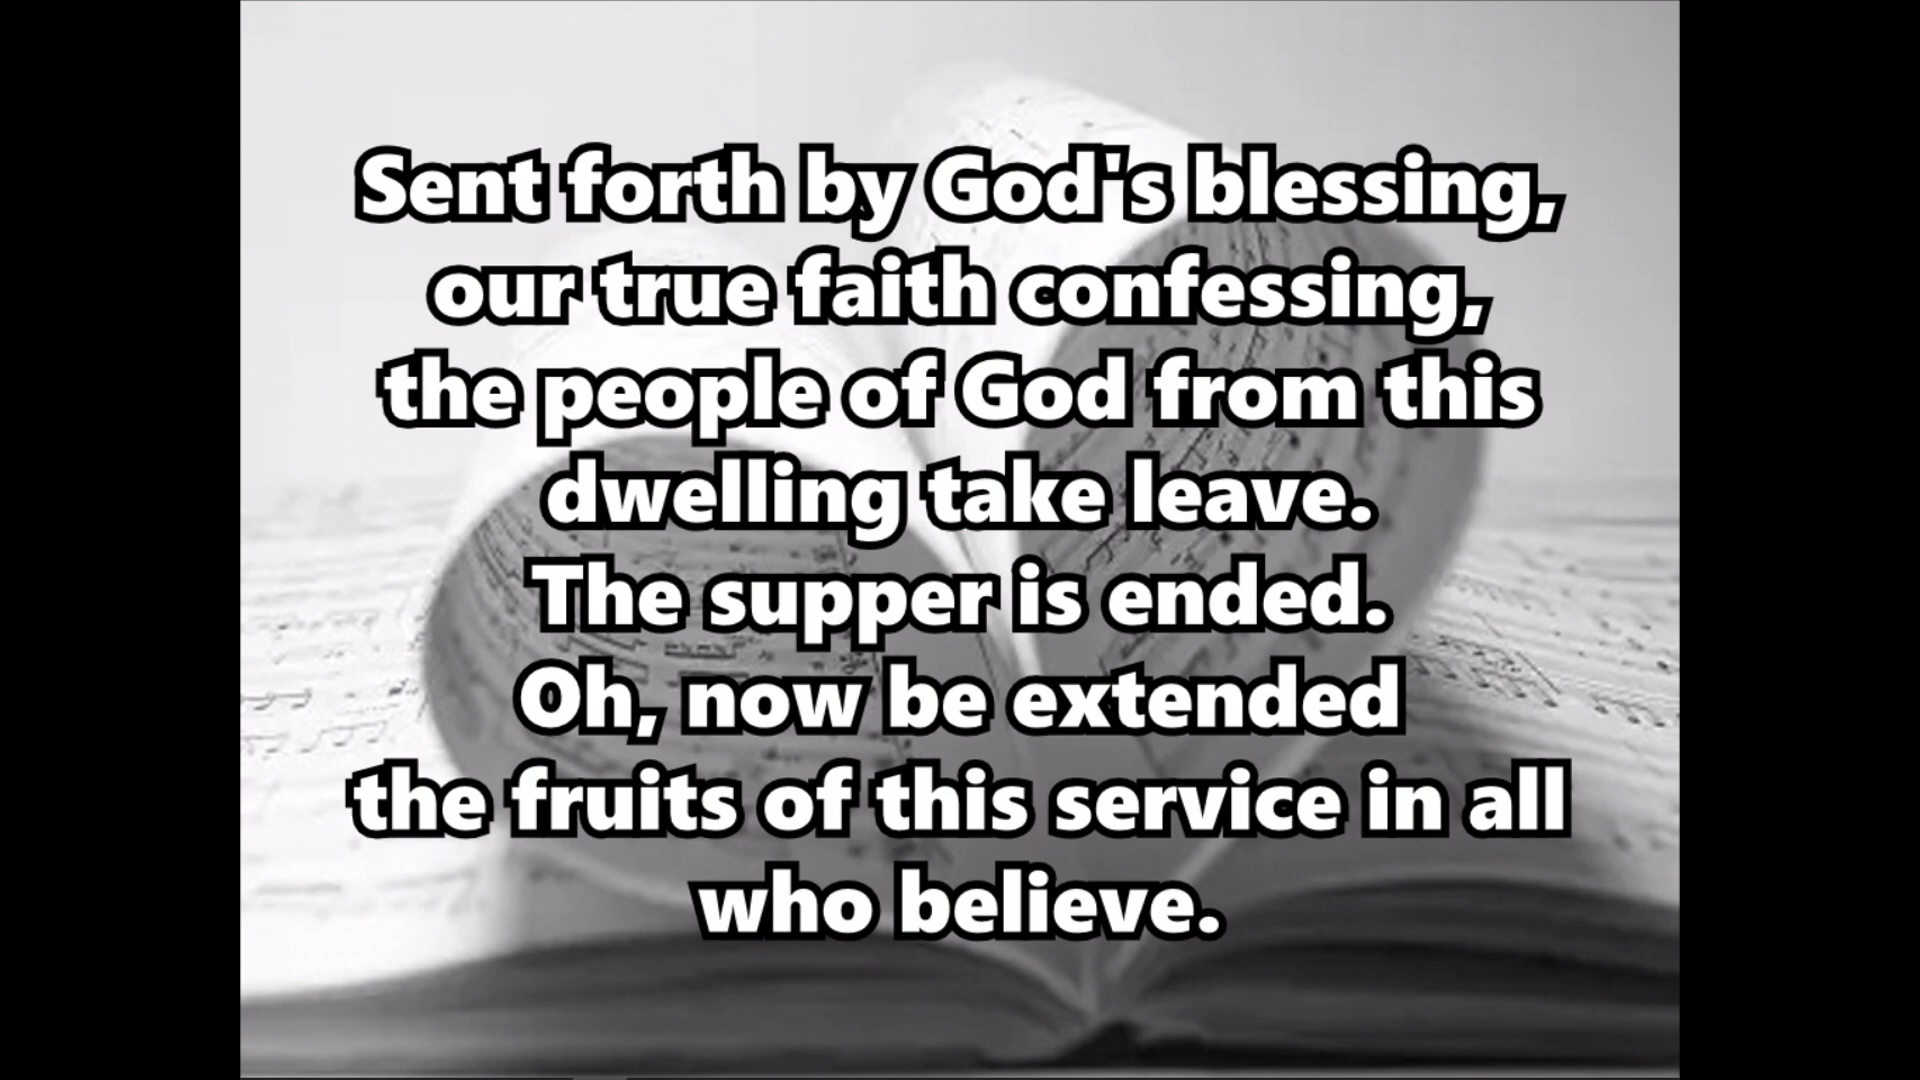 Sent forth by God's blessing,
our true faith confessing,
the people of God from this
dwelling take leave.
The supper is ended.
Oh, now be extended
the fruits of this service in all
who believe.